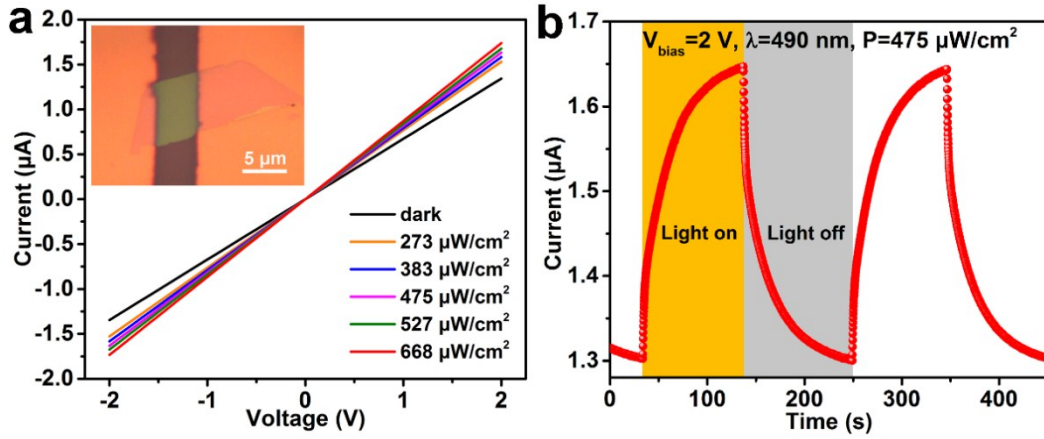 a
2.0
1.5
1.0
0.5
0.0
-0.5
-1.0
-1.5
-2.0
Current (µA)
5 µm
dark
273 µW/cm²
383 µW/cm²
475 µW/cm²
527 µW/cm²
668 µW/cm²
-2
-1
0
1
2
Voltage (V)
b
1.7
1.6
1.5
1.4
1.3
Current (µA)
V_bias=2 V, λ=490 nm, P=475 µW/cm²
Light on
Light off
0
100
200
300
400
Time (s)